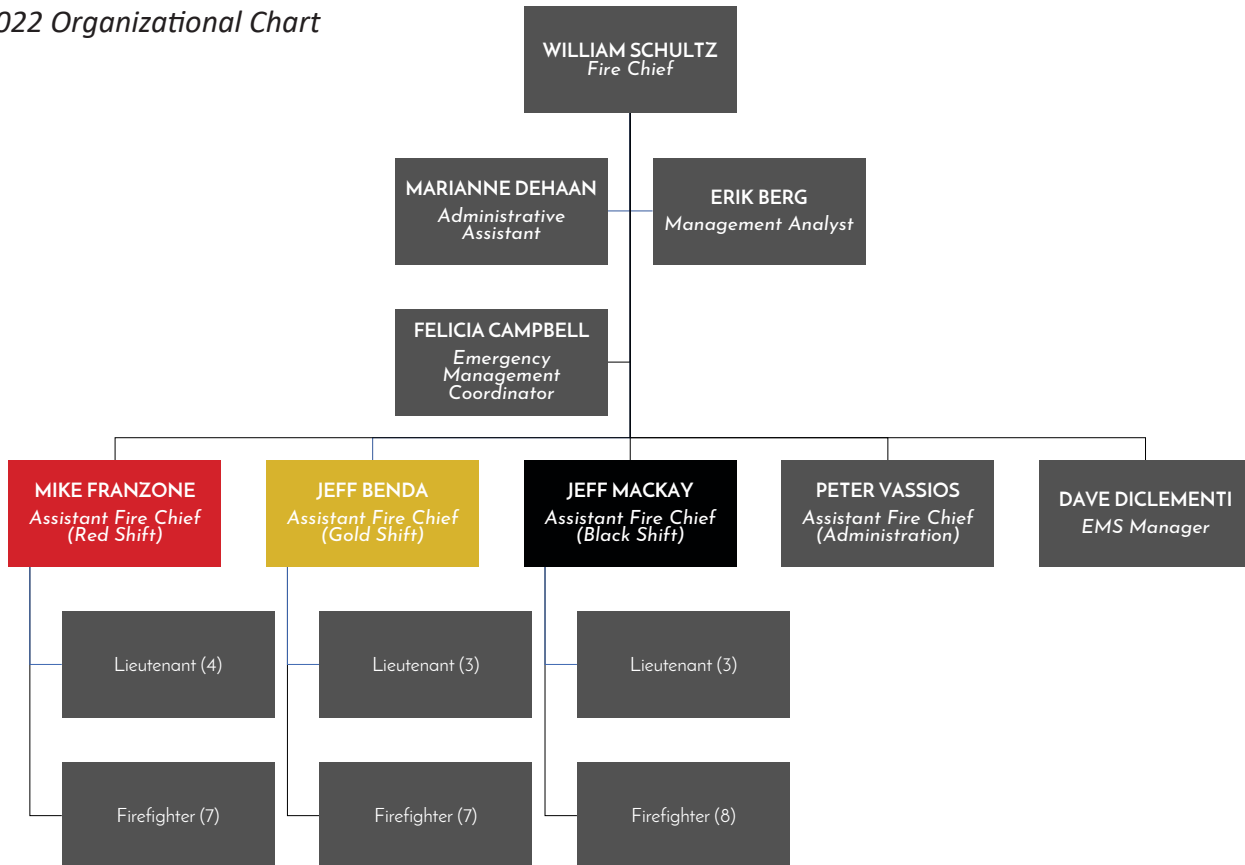 022 Organizational Chart
WILLIAM SCHULTZ
Fire Chief
MARIANNE DEHAAN
Administrative
Assistant
ERIK BERG
Management Analyst
FELICIA CAMPBELL
Emergency
Management
Coordinator
MIKE FRANZONE
Assistant Fire Chief
(Red Shift)
JEFF BENDA
Assistant Fire Chief
(Gold Shift)
JEFF MACKAY
Assistant Fire Chief
(Black Shift)
PETER VASSIOS
Assistant Fire Chief
(Administration)
DAVE DICLEMENTI
EMS Manager
Lieutenant (4)
Lieutenant (3)
Lieutenant (3)
Firefighter (7)
Firefighter (7)
Firefighter (8)